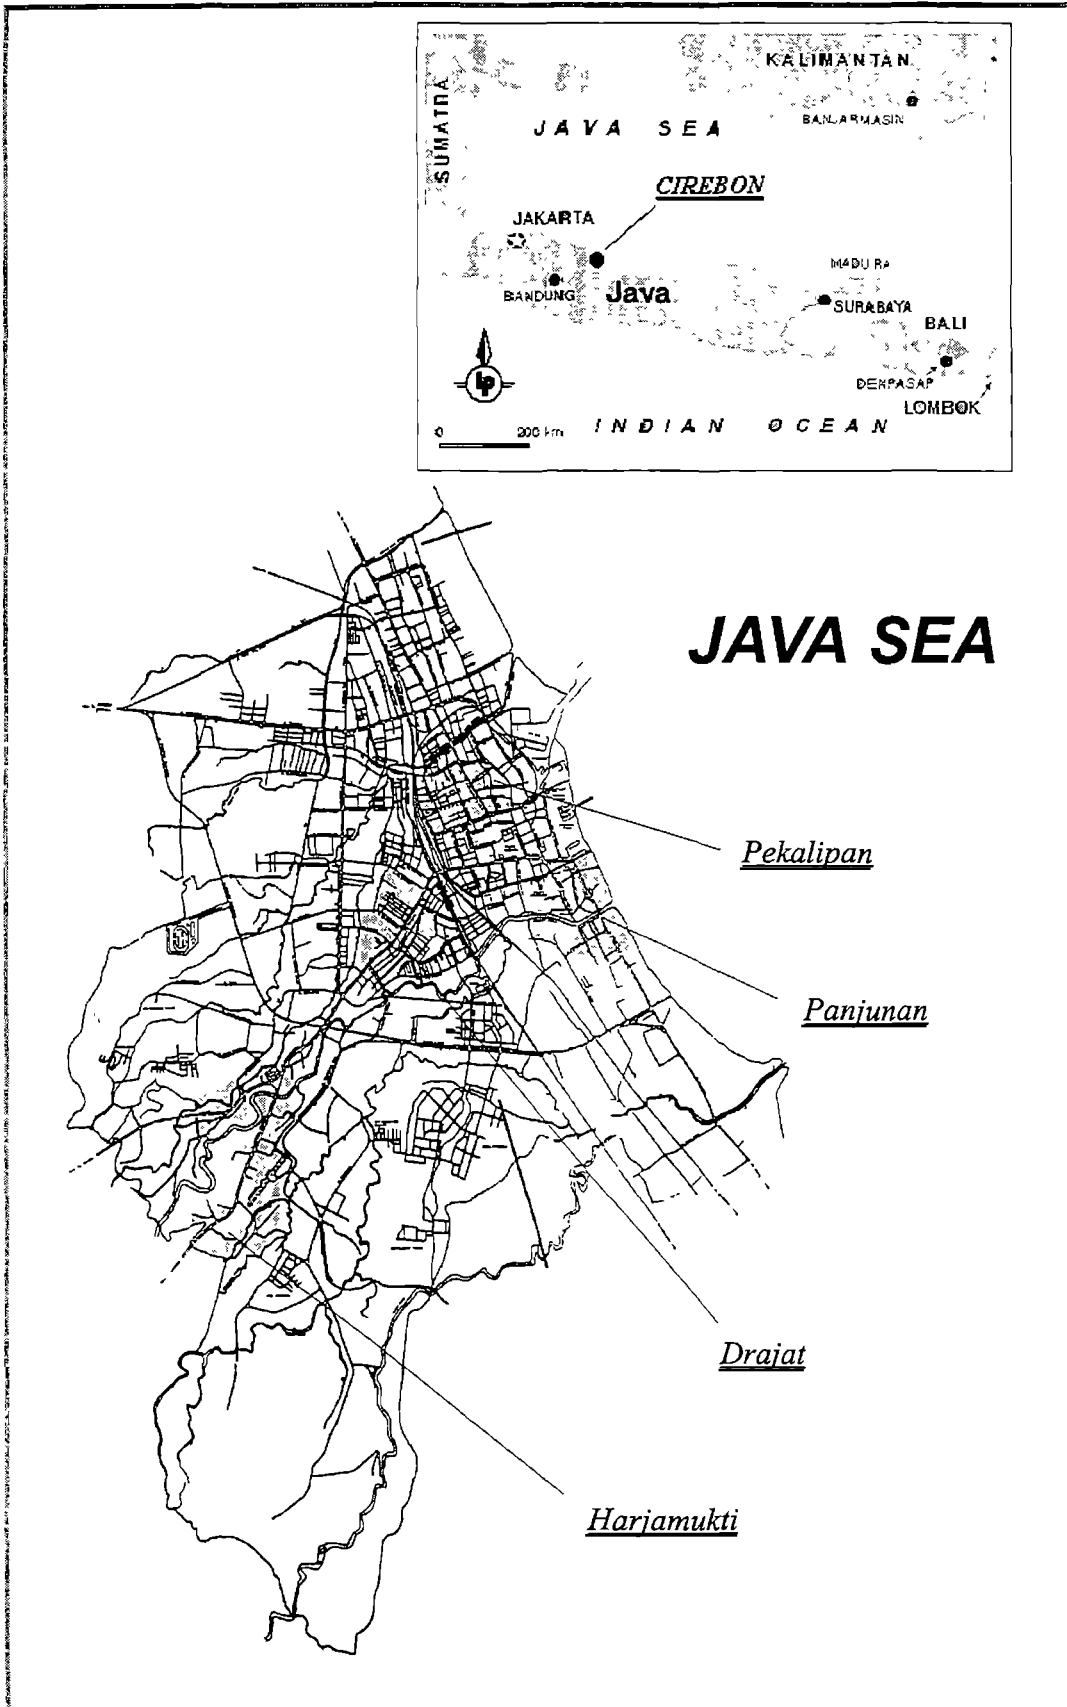 KALIMANTAN
SUMATRA
BANJARMASIN
JAVA SEA
CIREBON
JAKARTA
MADURA
BANDUNG
Java
SURABAYA
BALI
DENPASAR
LOMBOK
lp
0 200 km
INDIAN OCEAN
JAVA SEA
Pekalipan
Panjunan
Drajat
Harjamukti